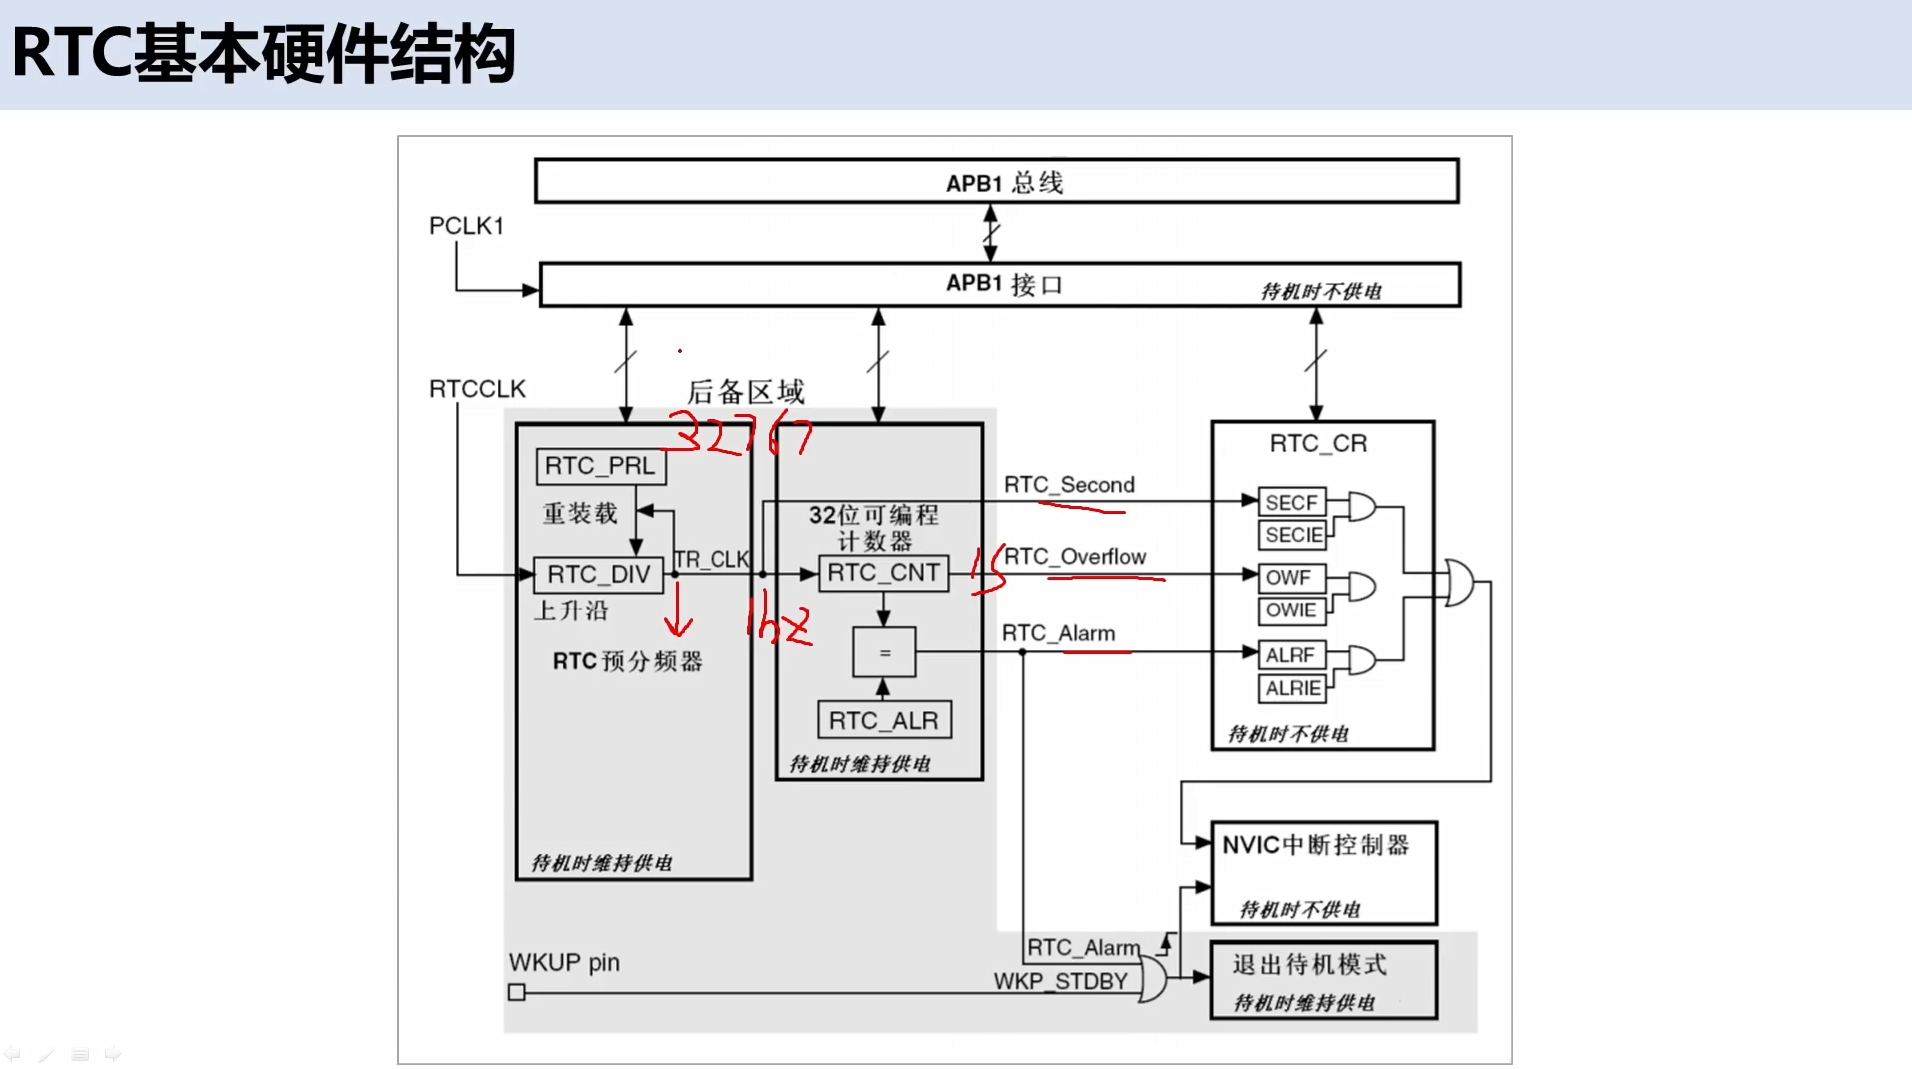 RTC基本硬件结构
APB1 总线
PCLK1
APB1 接口
待机时不供电
RTCCLK
后备区域
32767
RTC_PRL
重装载
RTC_DIV
上升沿
TR_CLK
1hz
RTC预分频器
待机时维持供电
32位可编程
计数器
RTC_CNT
1s
=
RTC_ALR
待机时维持供电
RTC_Second
RTC_Overflow
RTC_Alarm
RTC_CR
SECF
SECIE
OWF
OWIE
ALRF
ALRIE
待机时不供电
NVIC中断控制器
待机时不供电
RTC_Alarm
WKUP pin
WKP_STDBY
退出待机模式
待机时维持供电